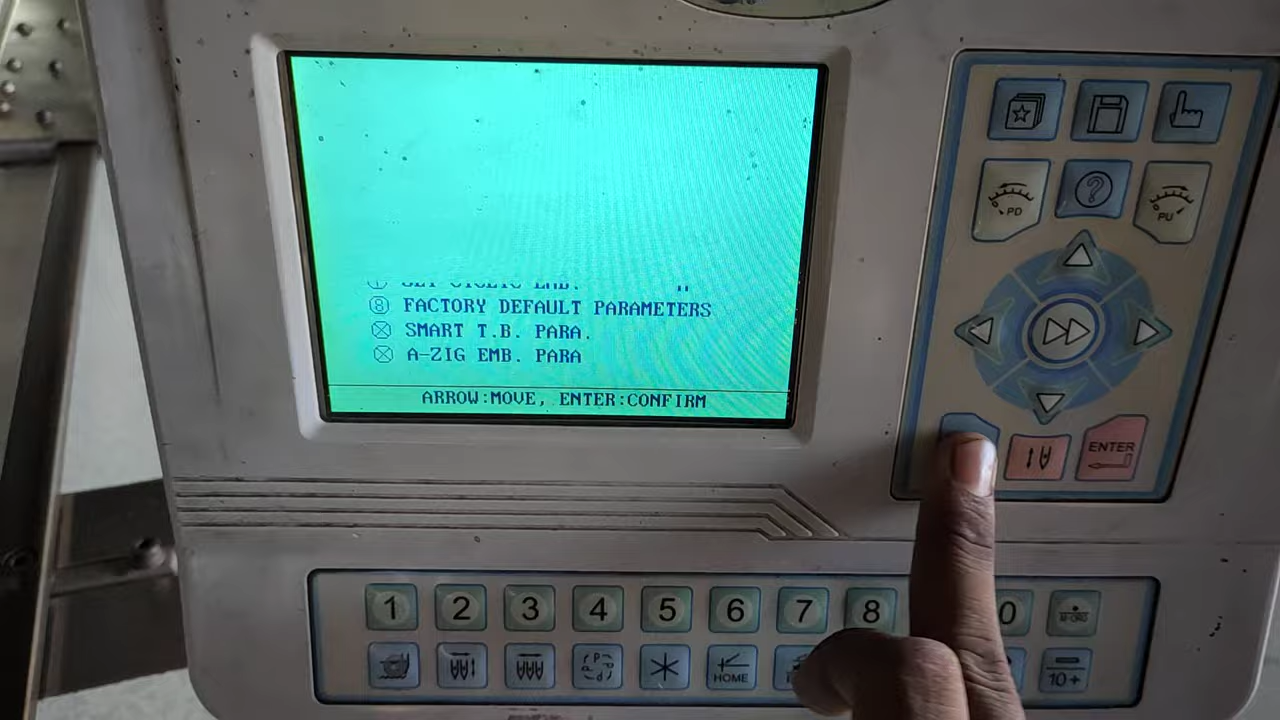 ⑧ FACTORY DEFAULT PARAMETERS
⊗ SMART T.B. PARA.
⊗ A-ZIG EMB. PARA
ARROW:MOVE, ENTER:CONFIRM
PD
?
PU
ENTER
1 2 3 4 5 6 7 8 0
HOME
10+